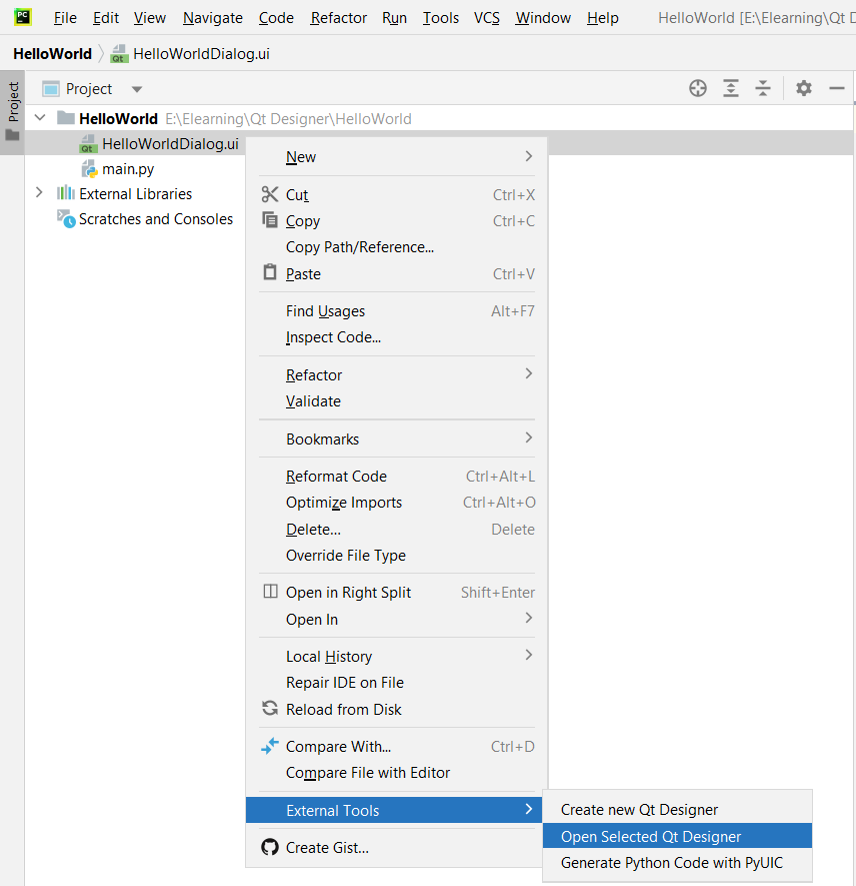 PC File Edit View Navigate Code Refactor Run Tools VCS Window Help HelloWorld [E:\Elearning\Qt D
HelloWorld Qt HelloWorldDialog.ui
Project Project
HelloWorld E:\Elearning\Qt Designer\HelloWorld
Qt HelloWorldDialog.ui
main.py
External Libraries
Scratches and Consoles
New
Cut Ctrl+X
Copy Ctrl+C
Copy Path/Reference...
Paste Ctrl+V
Find Usages Alt+F7
Inspect Code...
Refactor
Validate
Bookmarks
Reformat Code Ctrl+Alt+L
Optimize Imports Ctrl+Alt+O
Delete... Delete
Override File Type
Open in Right Split Shift+Enter
Open In
Local History
Repair IDE on File
Reload from Disk
Compare With... Ctrl+D
Compare File with Editor
External Tools
Create Gist...
Create new Qt Designer
Open Selected Qt Designer
Generate Python Code with PyUIC